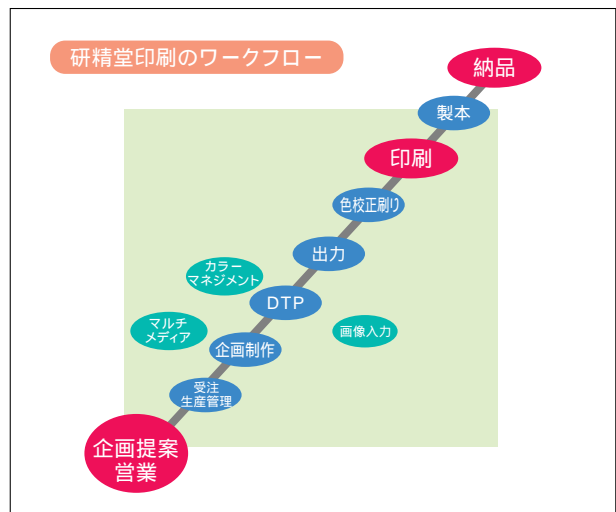 研精堂印刷のワークフロー
納品
製本
印刷
色校正刷り
出力
カラー
マネジメント
DTP
マルチ
メディア
画像入力
企画制作
受注
生産管理
企画提案
営業